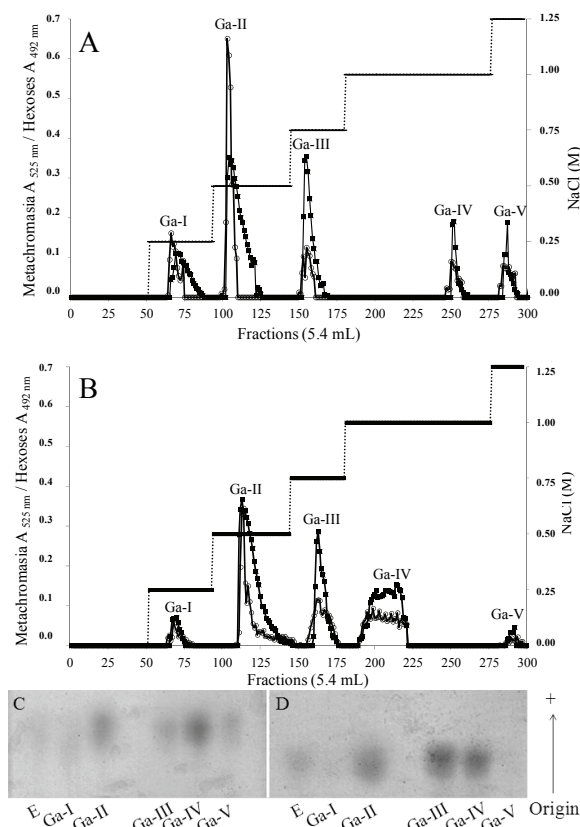 A
Metachromasia A 525 nm / Hexoses A 492 nm
0.7
0.6
0.5
0.4
0.3
0.2
0.1
0.0
Ga-I
Ga-II
Ga-III
Ga-IV
Ga-V
1.25
1.00
0.75
0.50
0.25
0.00
NaCl (M)
0 25 50 75 100 125 150 175 200 225 250 275 300
Fractions (5.4 mL)
B
Metachromasia A 525 nm / Hexoses A 492 nm
0.7
0.6
0.5
0.4
0.3
0.2
0.1
0.0
Ga-I
Ga-II
Ga-III
Ga-IV
Ga-V
1.25
1.00
0.75
0.50
0.25
0.00
NaCl (M)
0 25 50 75 100 125 150 175 200 225 250 275 300
Fractions (5.4 mL)
C
E Ga-I Ga-II Ga-III Ga-IV Ga-V
D
E Ga-I Ga-II Ga-III Ga-IV Ga-V
+
Origin